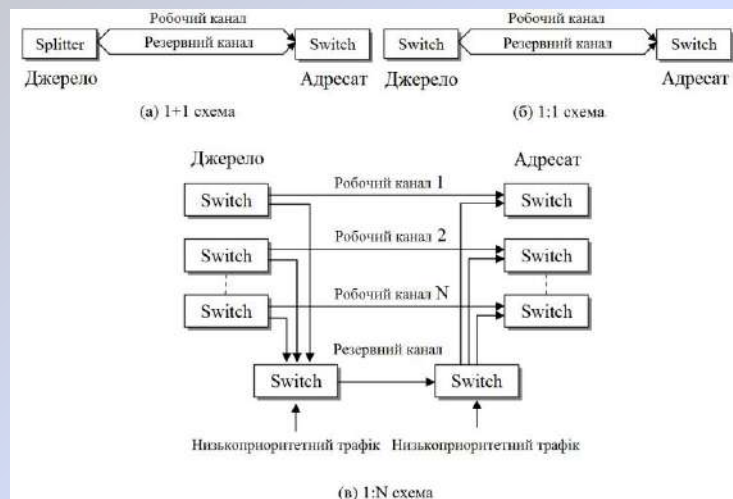 Робочий канал
Splitter
Резервний канал
Switch
Джерело
Адресат
(а) 1+1 схема
Робочий канал
Switch
Резервний канал
Switch
Джерело
Адресат
(б) 1:1 схема
Джерело
Адресат
Switch
Робочий канал 1
Switch
Switch
Робочий канал 2
Switch
Switch
Робочий канал N
Switch
Резервний канал
Switch
Switch
Низькоприоритетний трафік
Низькоприоритетний трафік
(в) 1:N схема